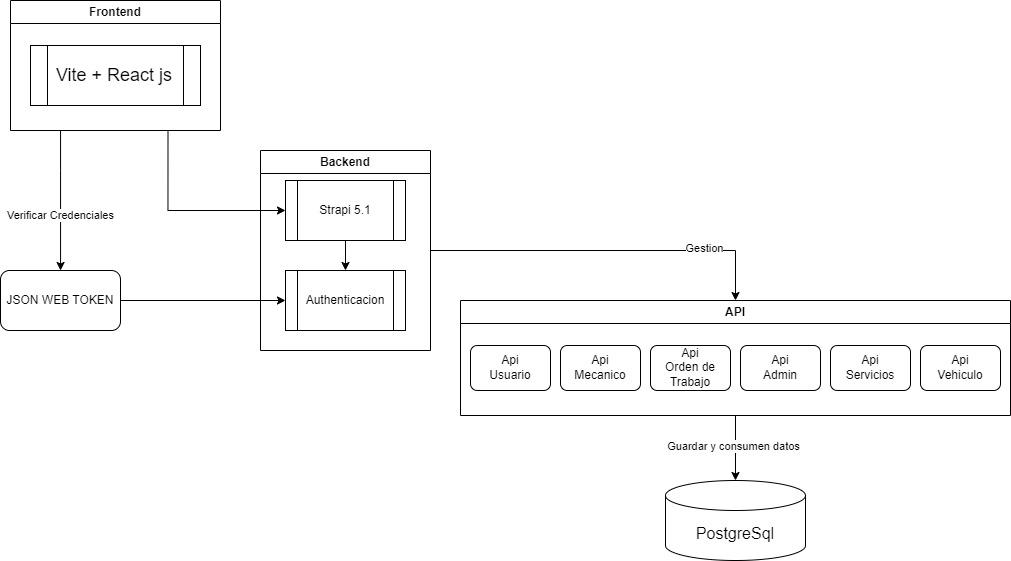 Frontend
Vite + React js
Backend
Strapi 5.1
Verificar Credenciales
Gestion
JSON WEB TOKEN
Authenticacion
API
Api
Usuario
Api
Mecanico
Api
Orden de
Trabajo
Api
Admin
Api
Servicios
Api
Vehiculo
Guardar y consumen datos
PostgreSql